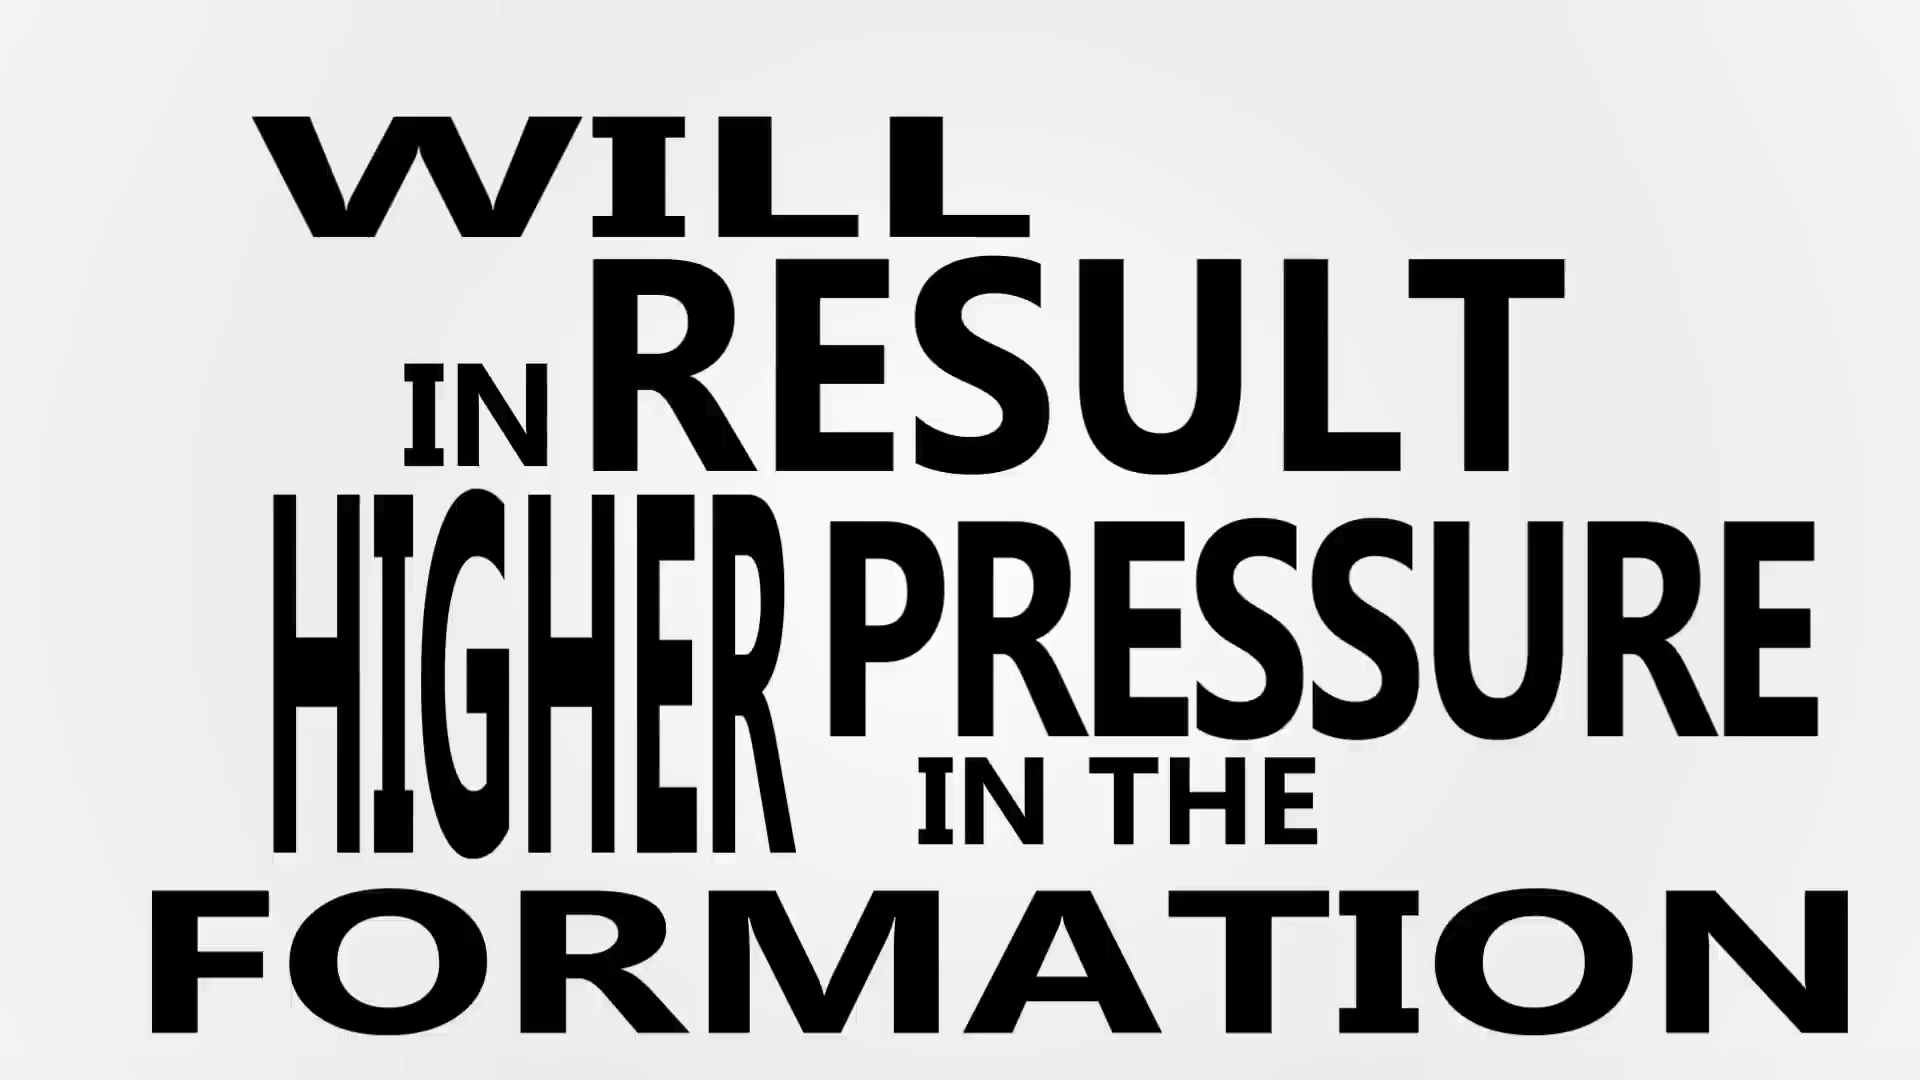 WILL
IN RESULT
HIGHER PRESSURE
IN THE
FORMATION